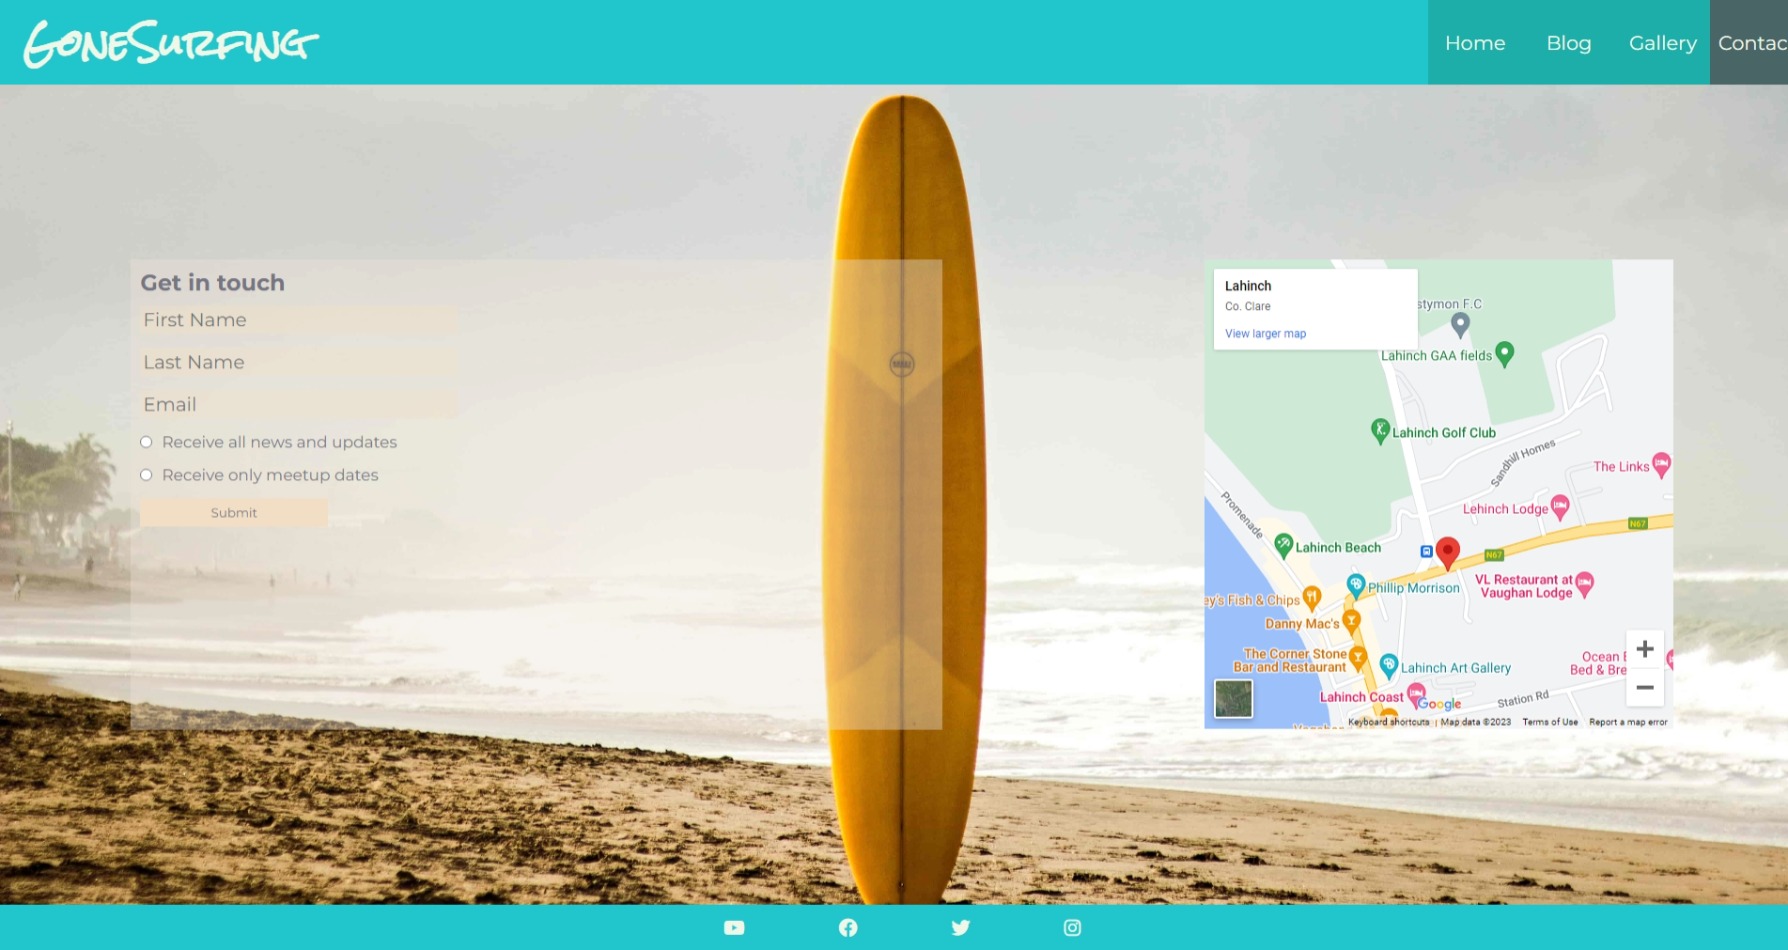 GoneSurfing
Home
Blog
Gallery
Contac
Get in touch
First Name
Last Name
Email
Receive all news and updates
Receive only meetup dates
Submit
Lahinch
Co. Clare
View larger map
stymon F.C
Lahinch GAA fields
Lahinch Golf Club
Sandhill Homes
The Links
Promenade
Lehinch Lodge
N67
Lahinch Beach
N67
Phillip Morrison
VL Restaurant at
Vaughan Lodge
ey's Fish & Chips
Danny Mac's
The Corner Stone
Bar and Restaurant
Lahinch Art Gallery
Ocean
Bed & Bre
Lahinch Coast
Google
Station Rd
Keyboard shortcuts
Map data ©2023
Terms of Use
Report a map error